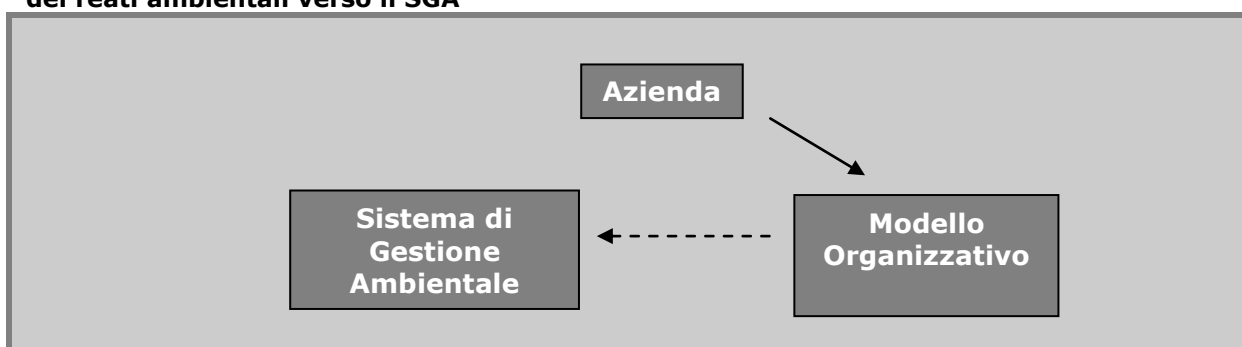 dei reati ambientali verso il SGA
Azienda
Sistema di
Gestione
Ambientale
Modello
Organizzativo